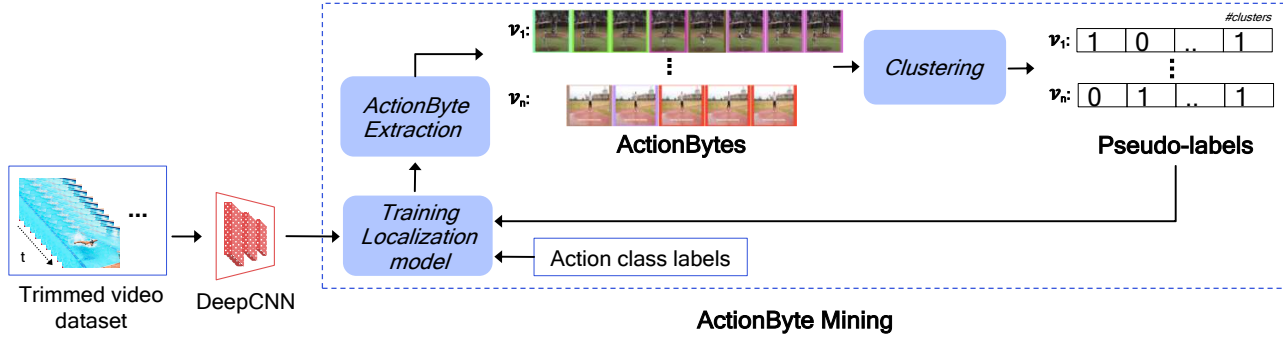 #clusters
𝒗1:
𝒗1: 1 0 .. 1
ActionByte
Extraction
Clustering
𝒗n:
𝒗n: 0 1 .. 1
ActionBytes
Pseudo-labels
...
t
Training
Localization
model
Action class labels
Trimmed video
dataset
DeepCNN
ActionByte Mining